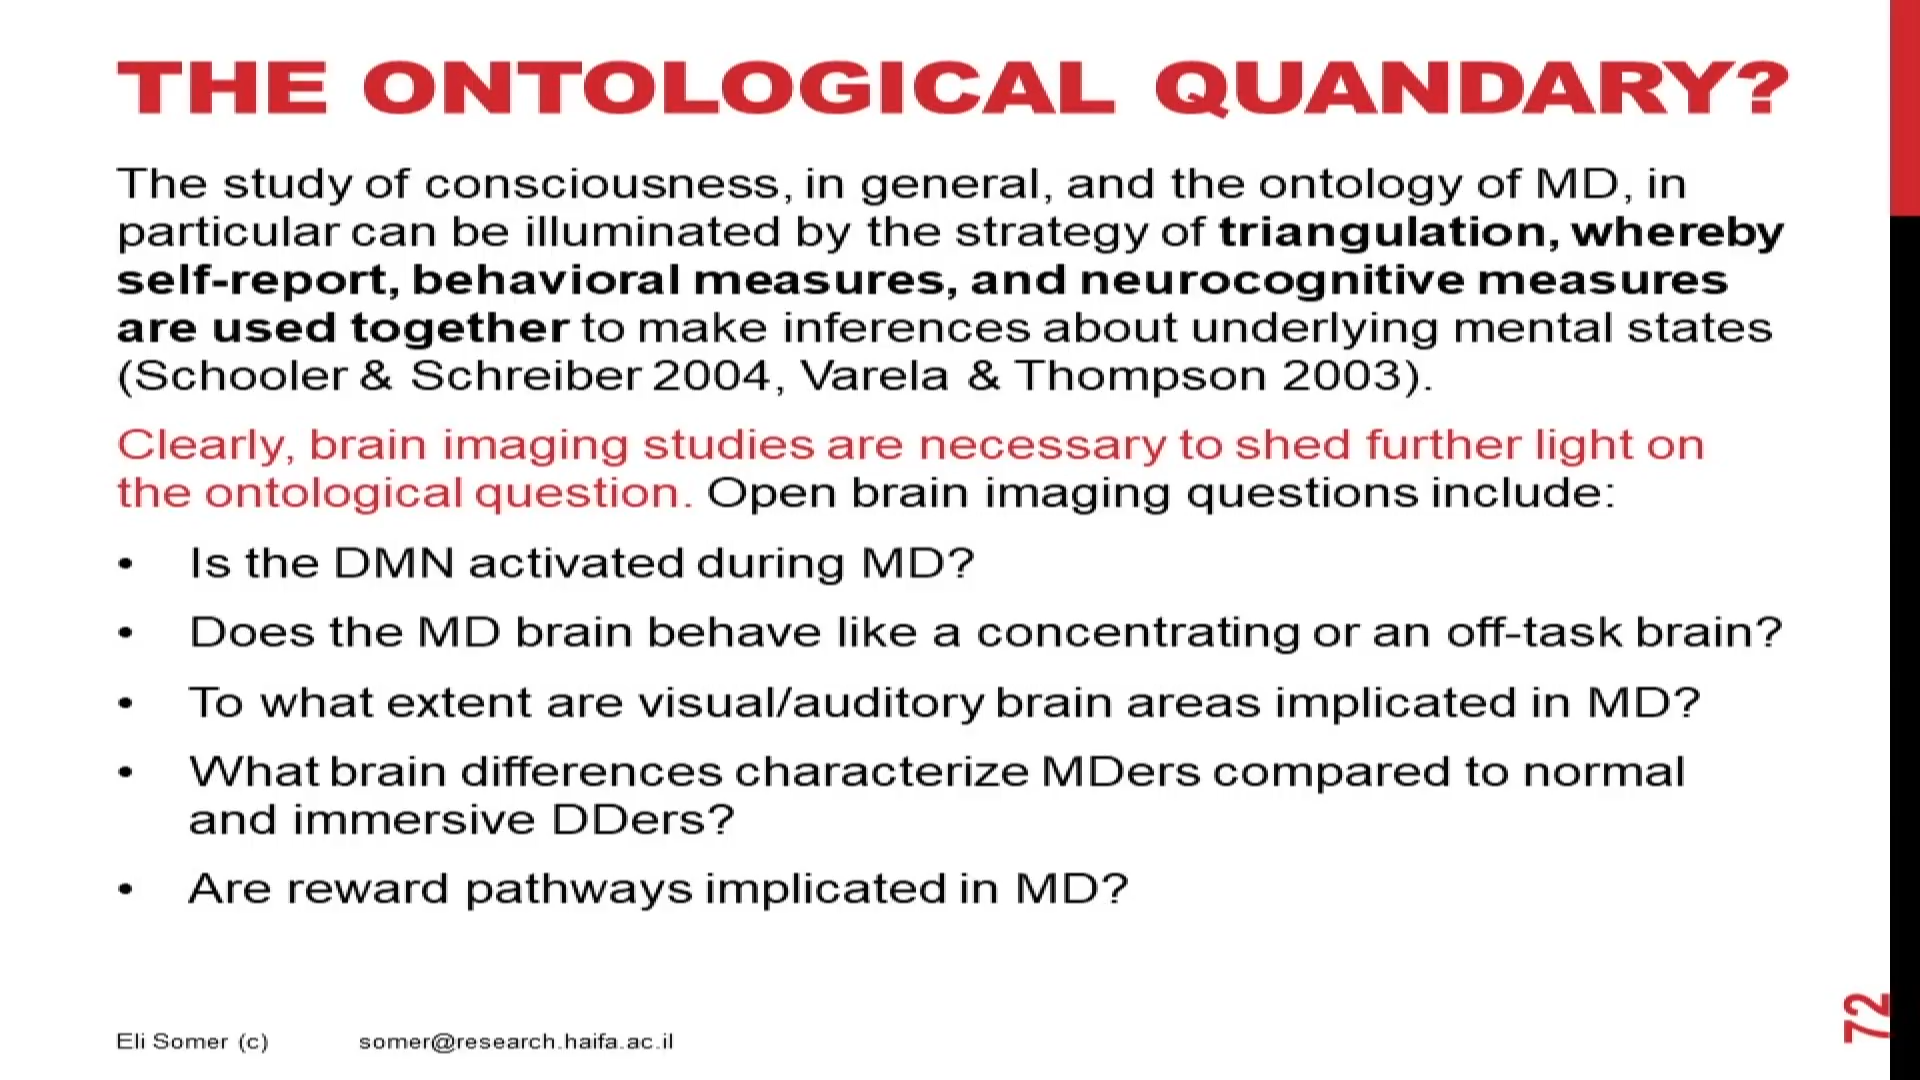 THE ONTOLOGICAL QUANDARY?
The study of consciousness, in general, and the ontology of MD, in
particular can be illuminated by the strategy of triangulation, whereby
self-report, behavioral measures, and neurocognitive measures
are used together to make inferences about underlying mental states
(Schooler & Schreiber 2004, Varela & Thompson 2003).
Clearly, brain imaging studies are necessary to shed further light on
the ontological question. Open brain imaging questions include:
• Is the DMN activated during MD?
• Does the MD brain behave like a concentrating or an off-task brain?
• To what extent are visual/auditory brain areas implicated in MD?
• What brain differences characterize MDers compared to normal
and immersive DDers?
• Are reward pathways implicated in MD?
Eli Somer (c) somer@research.haifa.ac.il
72